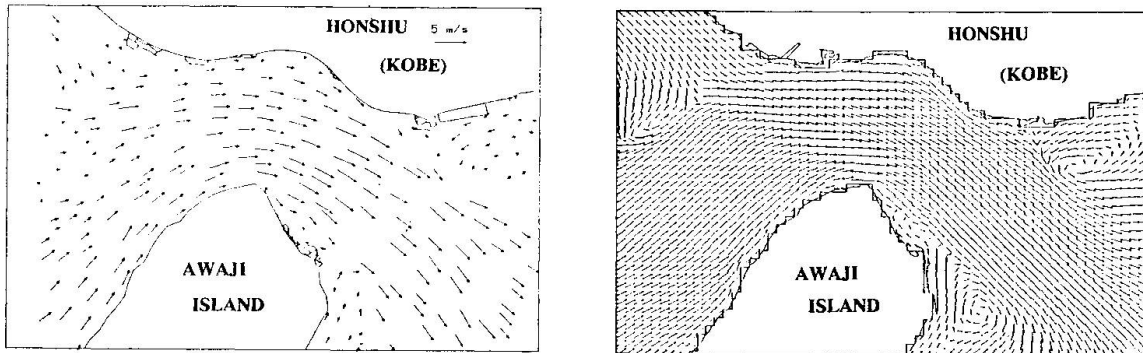 HONSHU
5 m/s
(KOBE)
AWAJI
ISLAND
HONSHU
(KOBE)
AWAJI
ISLAND